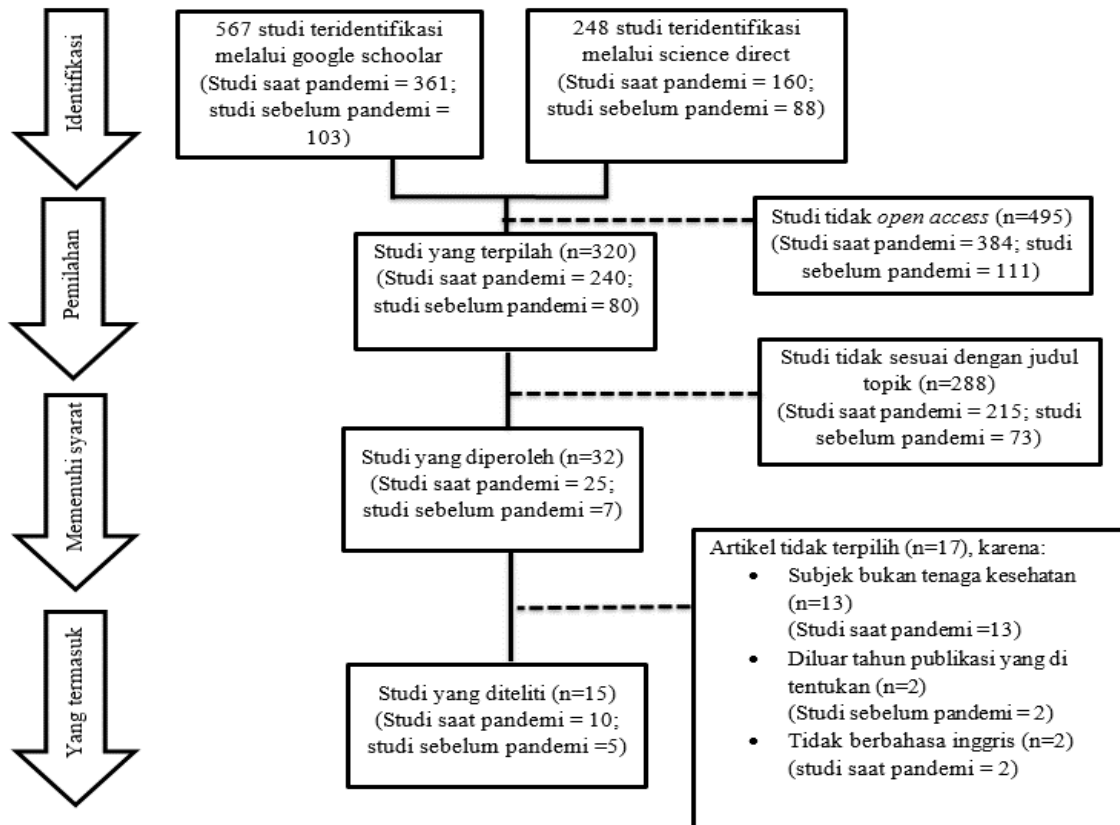 Identifikasi
567 studi teridentifikasi
melalui google schoolar
(Studi saat pandemi = 361;
studi sebelum pandemi =
103)
248 studi teridentifikasi
melalui science direct
(Studi saat pandemi = 160;
studi sebelum pandemi = 88)
Pemilahan
Studi tidak open access (n=495)
(Studi saat pandemi = 384; studi
sebelum pandemi = 111)
Studi yang terpilah (n=320)
(Studi saat pandemi = 240;
studi sebelum pandemi = 80)
Studi tidak sesuai dengan judul
topik (n=288)
(Studi saat pandemi = 215; studi
sebelum pandemi = 73)
Memenuhi syarat
Studi yang diperoleh (n=32)
(Studi saat pandemi = 25;
studi sebelum pandemi =7)
Artikel tidak terpilih (n=17), karena:
• Subjek bukan tenaga kesehatan
(n=13)
(Studi saat pandemi =13)
• Diluar tahun publikasi yang di
tentukan (n=2)
(Studi sebelum pandemi = 2)
• Tidak berbahasa inggris (n=2)
(studi saat pandemi = 2)
Yang termasuk
Studi yang diteliti (n=15)
(Studi saat pandemi = 10;
studi sebelum pandemi =5)